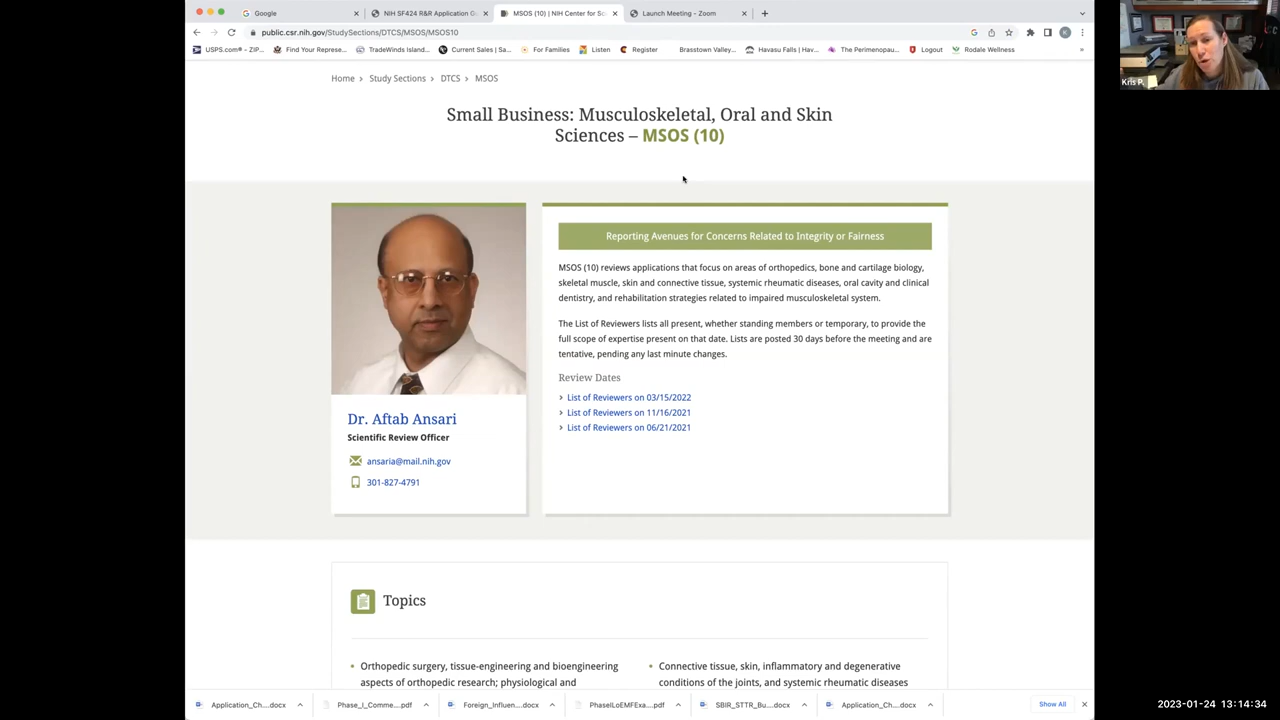 Google
NIH SF424 R&R Application G
MSOS (10) | NIH Center for Sc
Launch Meeting - Zoom
public.csr.nih.gov/StudySections/DTCS/MSOS/MSOS10
USPS.com® - ZIP...
Find Your Represe...
TradeWinds Island...
Current Sales | Sa...
For Families
Listen
Register
Brasstown Valley...
Havasu Falls | Hav...
The Perimenopau...
Logout
Rodale Wellness
»
Kris P.
Home > Study Sections > DTCS > MSOS
Small Business: Musculoskeletal, Oral and Skin
Sciences – MSOS (10)
Reporting Avenues for Concerns Related to Integrity or Fairness
MSOS (10) reviews applications that focus on areas of orthopedics, bone and cartilage biology,
skeletal muscle, skin and connective tissue, systemic rheumatic diseases, oral cavity and clinical
dentistry, and rehabilitation strategies related to impaired musculoskeletal system.
The List of Reviewers lists all present, whether standing members or temporary, to provide the
full scope of expertise present on that date. Lists are posted 30 days before the meeting and are
tentative, pending any last minute changes.
Review Dates
List of Reviewers on 03/15/2022
List of Reviewers on 11/16/2021
List of Reviewers on 06/21/2021
Dr. Aftab Ansari
Scientific Review Officer
ansaria@mail.nih.gov
301-827-4791
Topics
Orthopedic surgery, tissue-engineering and bioengineering
aspects of orthopedic research; physiological and
Connective tissue, skin, inflammatory and degenerative
conditions of the joints, and systemic rheumatic diseases
Application_Ch....docx
Phase_I_Comme....pdf
Foreign_Influen....docx
PhaseILoEMFExa....pdf
SBIR_STTR_Bu....docx
Application_Ch....docx
Show All
2023-01-24 13:14:34